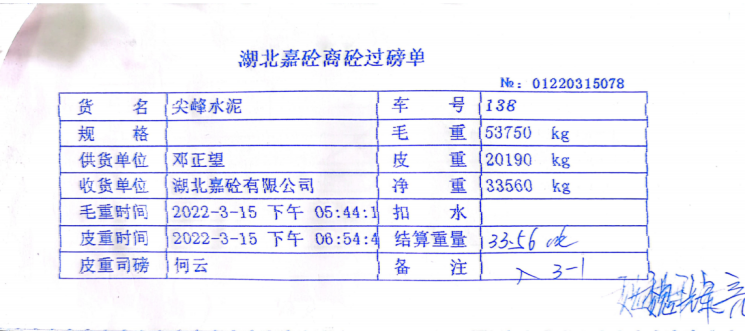 湖北嘉砼商砼过磅单
№: 01220315078
货 名 尖峰水泥 车 号 138
规 格 毛 重 53750 kg
供货单位 邓正望 皮 重 20190 kg
收货单位 湖北嘉砼有限公司 净 重 33560 kg
毛重时间 2022-3-15 下午 05:44:1 扣 水
皮重时间 2022-3-15 下午 06:54:4 结算重量 33.56
皮重司磅 何云 备 注 入 3-1